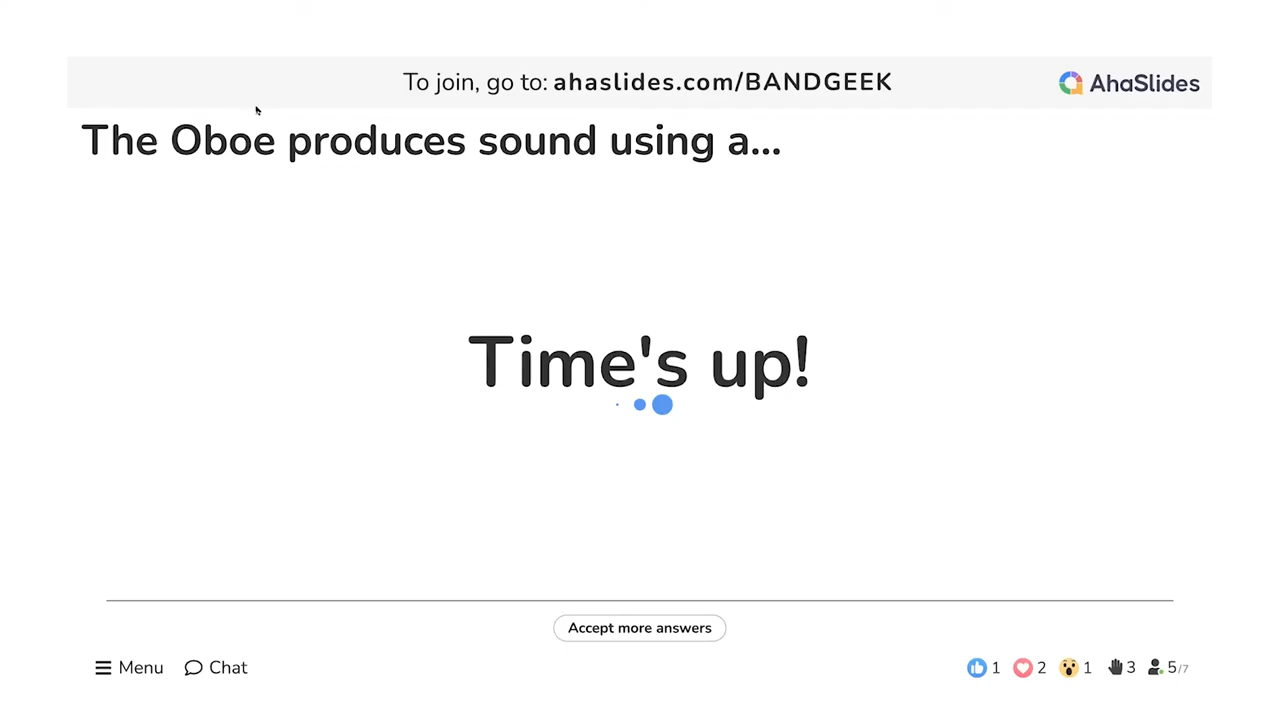 To join, go to: ahaslides.com/BANDGEEK
AhaSlides
The Oboe produces sound using a...
Time's up!
Accept more answers
Menu Chat 1 2 1 3 5/7